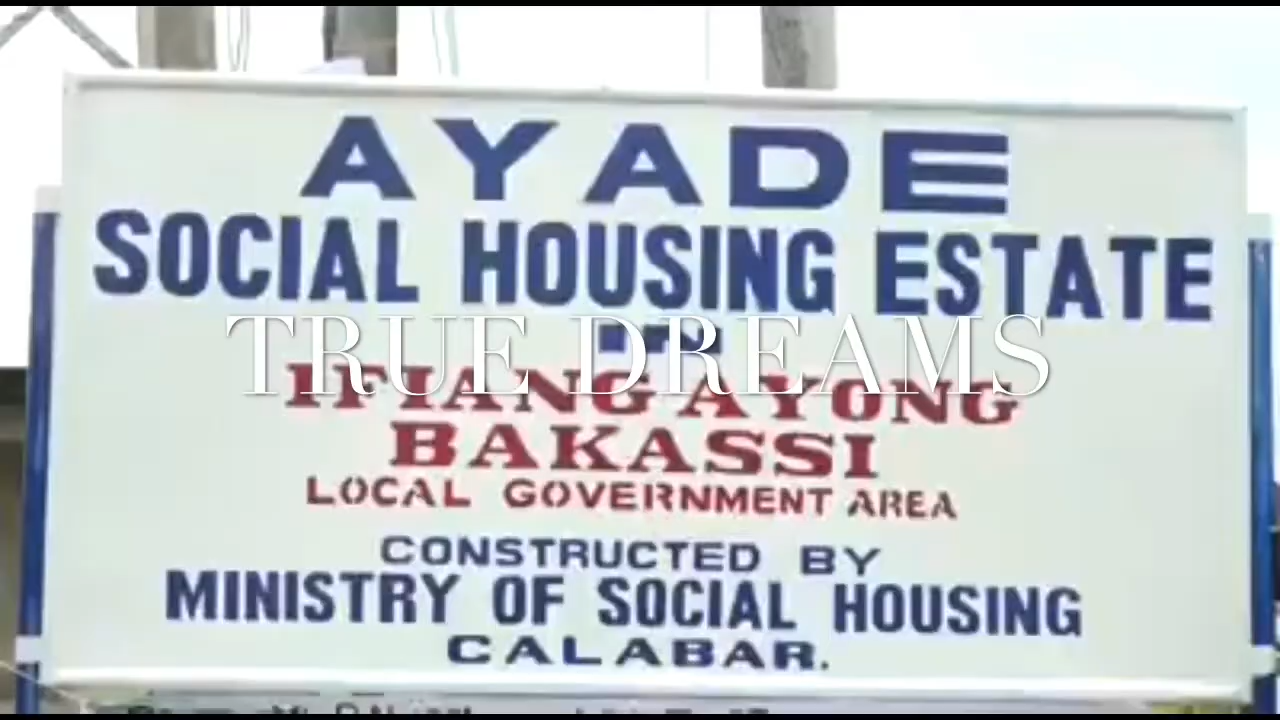 AYADE
SOCIAL HOUSING ESTATE
IN
TRUE DREAMS
IFIANG AYONG
BAKASSI
LOCAL GOVERNMENT AREA
CONSTRUCTED BY
MINISTRY OF SOCIAL HOUSING
CALABAR.